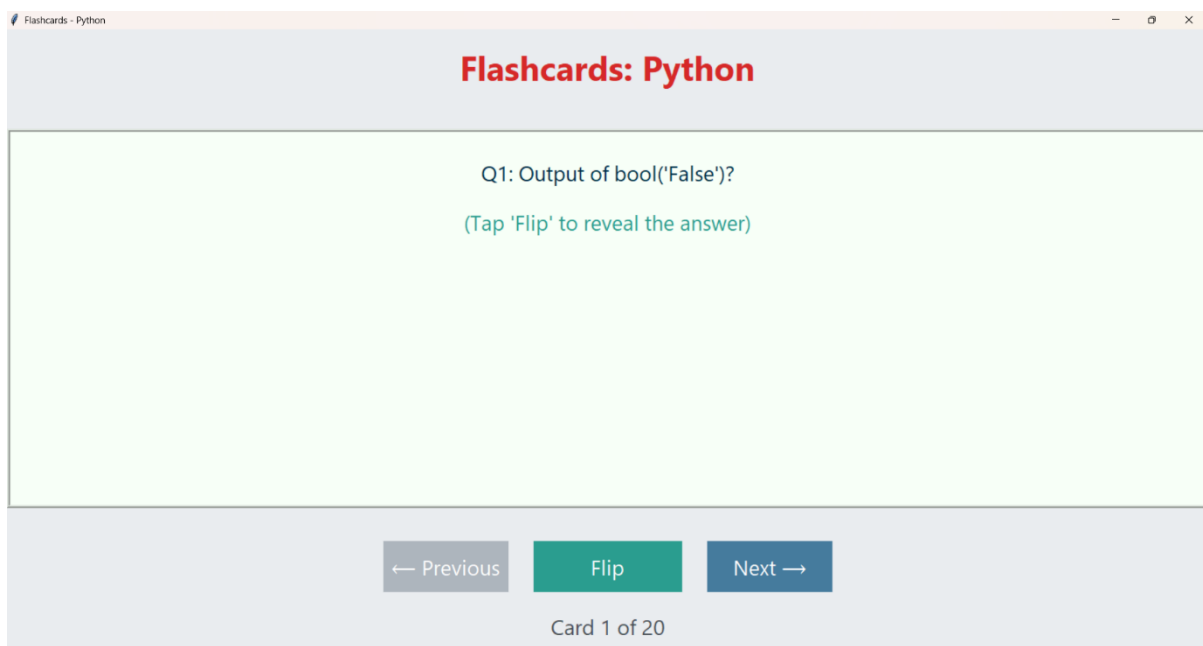 Flashcards - Python
Flashcards: Python
Q1: Output of bool('False')?
(Tap 'Flip' to reveal the answer)
← Previous
Flip
Next →
Card 1 of 20